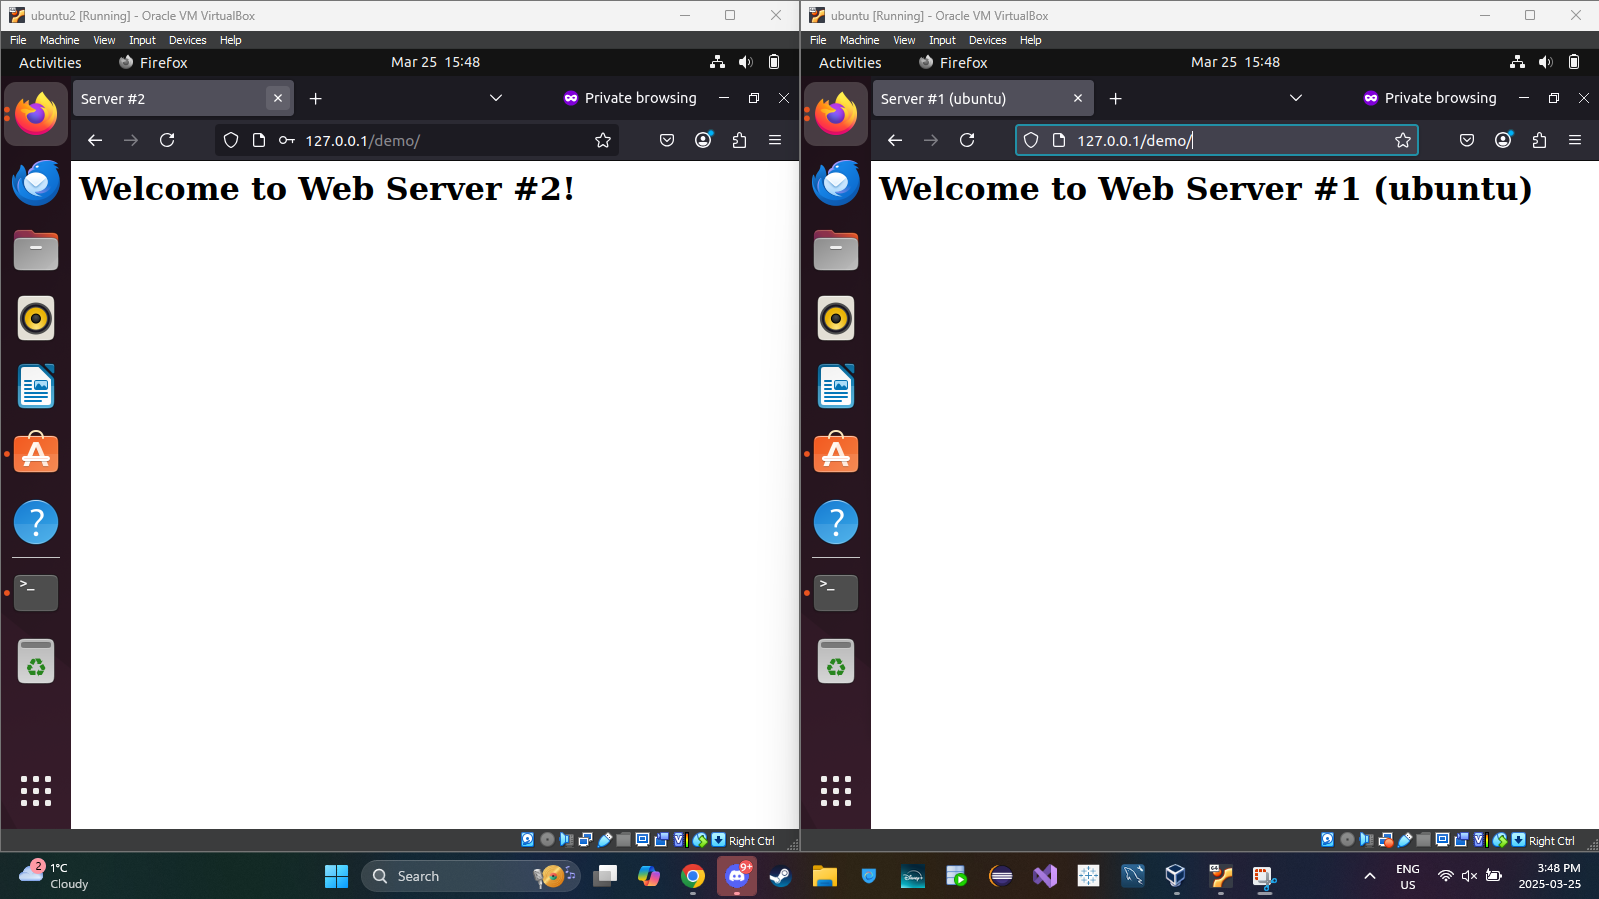 ubuntu2 [Running] - Oracle VM VirtualBox
File Machine View Input Devices Help
Activities Firefox Mar 25 15:48
Server #2 Private browsing
127.0.0.1/demo/
Welcome to Web Server #2!
Right Ctrl
ubuntu [Running] - Oracle VM VirtualBox
File Machine View Input Devices Help
Activities Firefox Mar 25 15:48
Server #1 (ubuntu) Private browsing
127.0.0.1/demo/
Welcome to Web Server #1 (ubuntu)
Right Ctrl
2
1°C
Cloudy
Search
9+
Disney+
ENG
US
3:48 PM
2025-03-25